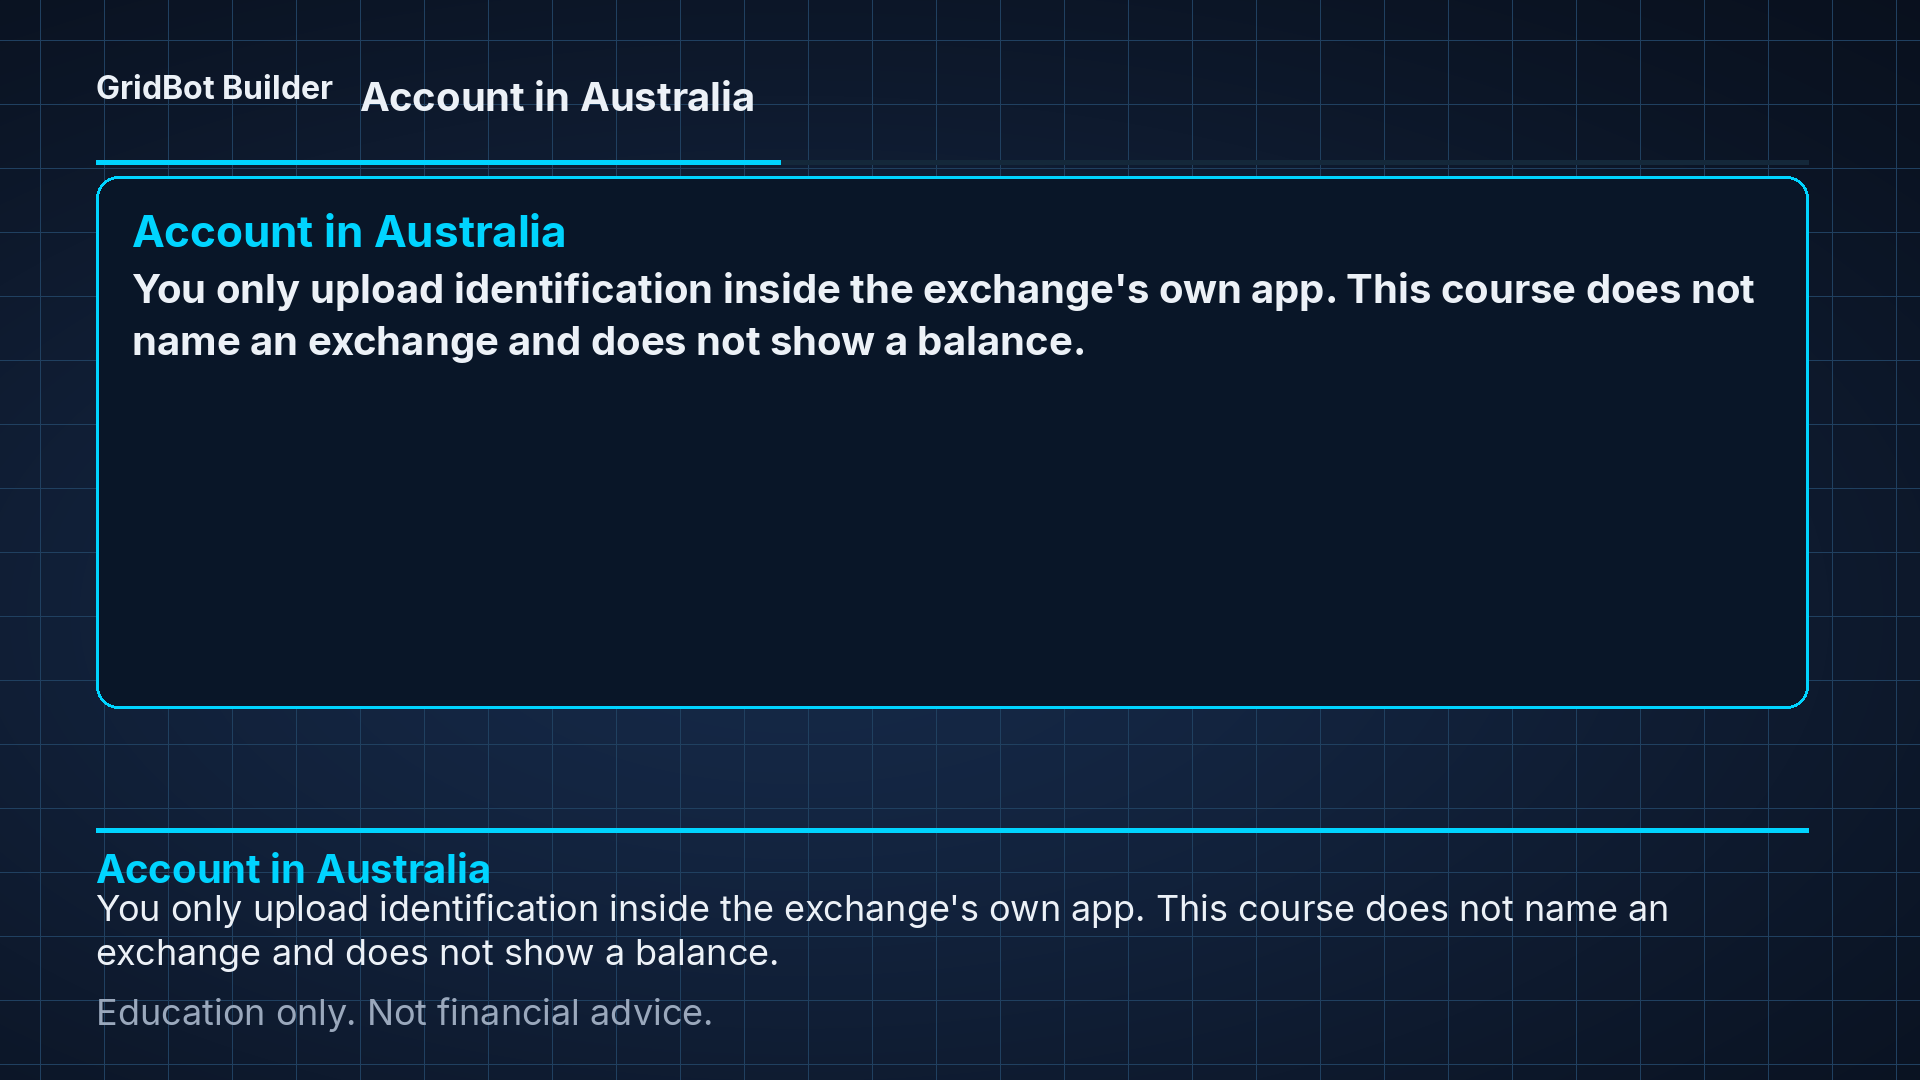 GridBot Builder
Account in Australia
Account in Australia
You only upload identification inside the exchange's own app. This course does not
name an exchange and does not show a balance.
Account in Australia
You only upload identification inside the exchange's own app. This course does not name an
exchange and does not show a balance.
Education only. Not financial advice.